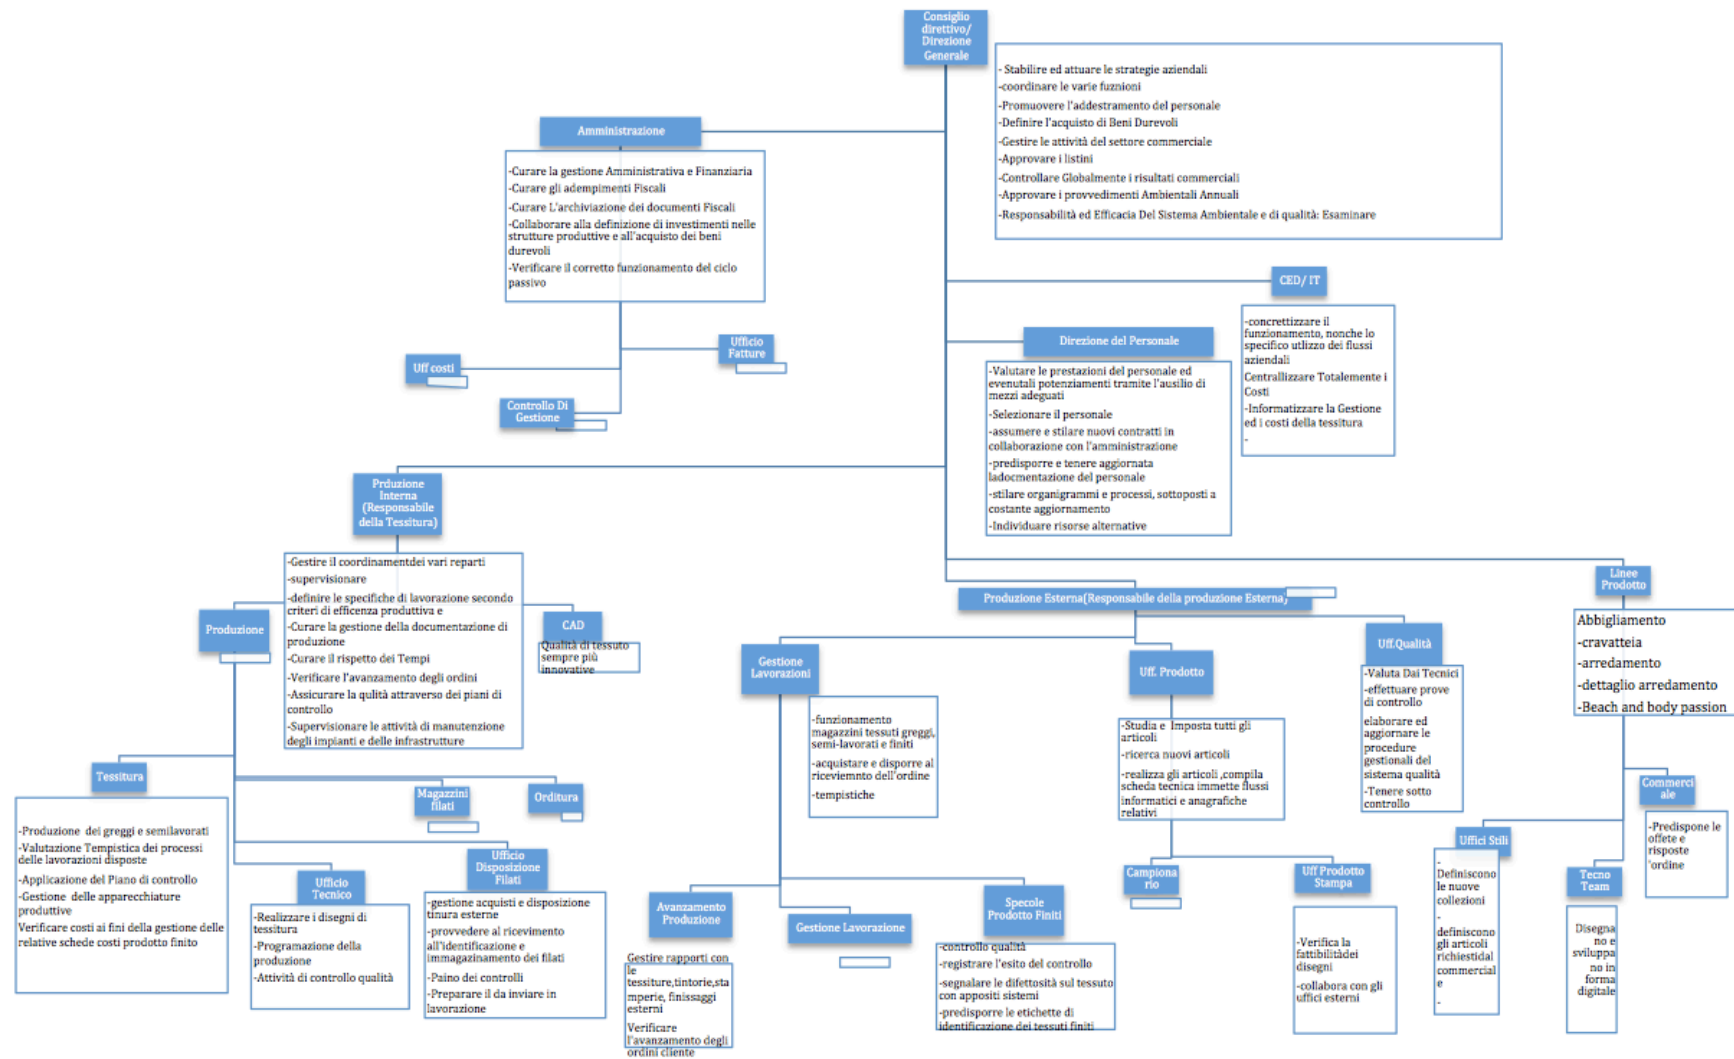 Consiglio
direttivo/
Direzione
Generale
- Stabilire ed attuare le strategie aziendali
-coordinare le varie fuznioni
-Promuovere l'addestramento del personale
-Definire l'acquisto di Beni Durevoli
-Gestire le attività del settore commerciale
-Approvare i listini
-Controllare Globalmente i risultati commerciali
-Approvare i provvedimenti Ambientali Annuali
-Responsabilità ed Efficacia Del Sistema Ambientale e di qualità: Esaminare
Amministrazione
-Curare la gestione Amministrativa e Finanziaria
-Curare gli adempimenti Fiscali
-Curare L'archiviazione dei documenti Fiscali
-Collaborare alla definizione di investimenti nelle
strutture produttive e all'acquisto dei beni
durevoli
-Verificare il corretto funzionamento del ciclo
passivo
Uff costi
Ufficio
Fatture
Controllo Di
Gestione
CED/ IT
-concrettizzare il
funzionamento, nonche lo
specifico utlizzo dei flussi
aziendali
Centrallizzare Totalemente i
Costi
-Informatizzare la Gestione
ed i costi della tessitura
-
Direzione del Personale
-Valutare le prestazioni del personale ed
evenutali potenziamenti tramite l'ausilio di
mezzi adeguati
-Selezionare il personale
-assumere e stilare nuovi contratti in
collaborazione con l'amministrazione
-predisporre e tenere aggiornata
ladocmentazione del personale
-stilare organigrammi e processi, sottoposti a
costante aggiornamento
-Individuare risorse alternative
Prduzione
Interna
(Responsabile
della Tessitura)
-Gestire il coordinamentdei vari reparti
-supervisionare
-definire le specifiche di lavorazione secondo
criteri di efficenza produttiva e
-Curare la gestione della documentazione di
produzione
-Curare il rispetto dei Tempi
-Verificare l'avanzamento degli ordini
-Assicurare la qulità attraverso dei piani di
controllo
-Supervisionare le attività di manutenzione
degli impianti e delle infrastrutture
Produzione
CAD
Qualità di tessuto
sempre più
innovative
Tessitura
-Produzione dei greggi e semilavorati
-Valutazione Tempistica dei processi
delle lavorazioni disposte
-Applicazione del Piano di controllo
-Gestione delle apparecchiature
produttive
Verificare costi ai fini della gestione delle
relative schede costi prodotto finito
Magazzini
filati
Orditura
Ufficio
Tecnico
-Realizzare i disegni di
tessitura
-Programazione della
produzione
-Attività di controllo qualità
Ufficio
Disposizione
Filati
-gestione acquisti e disposizione
tinura esterne
-provvedere al ricevimento
all'identificazione e
immagazinamento dei filati
-Paino dei controlli
-Preparare il da inviare in
lavorazione
Produzione Esterna(Responsabile della produzione Esterna)
Gestione
Lavorazioni
-funzionamento
magazzini tessuti greggi,
semi-lavorati e finiti
-acquistare e disporre al
riceviemnto dell'ordine
-tempistiche
Uff. Prodotto
-Studia e Imposta tutti gli
articoli
-ricerca nuovi articoli
-realizza gli articoli ,compila
scheda tecnica immette flussi
informatici e anagrafiche
relativi
Uff.Qualità
-Valuta Dai Tecnici
-effettuare prove
di controllo
elaborare ed
aggiornare le
procedure
gestionali del
sistema qualità
-Tenere sotto
controllo
Avanzamento
Produzione
Gestire rapporti con
le
tessiture,tintorie,sta
mperie, finissaggi
esterni
Verificare
l'avanzamento degli
ordini cliente
Gestione Lavorazione
Specole
Prodotto Finiti
-controllo qualità
-registrare l'esito del controllo
-segnalare le difettosità sul tessuto
con appositi sistemi
-predisporre le etichette di
identificazione dei tessuti finiti
Campiona
rio
Uff Prodotto
Stampa
-Verifica la
fattibilitàdei
disegni
-collabora con gli
uffici esterni
Linee
Prodotto
Abbigliamento
-cravatteia
-arredamento
-dettaglio arredamento
-Beach and body passion
Commerci
ale
-Predispone le
offete e
risposte
'ordine
Uffici Stili
-
Definiscono
le nuove
collezioni
-
definiscono
gli articoli
richiestidal
commercial
e
-
Tecno
Team
Disegna
no e
sviluppa
no in
forma
digitale